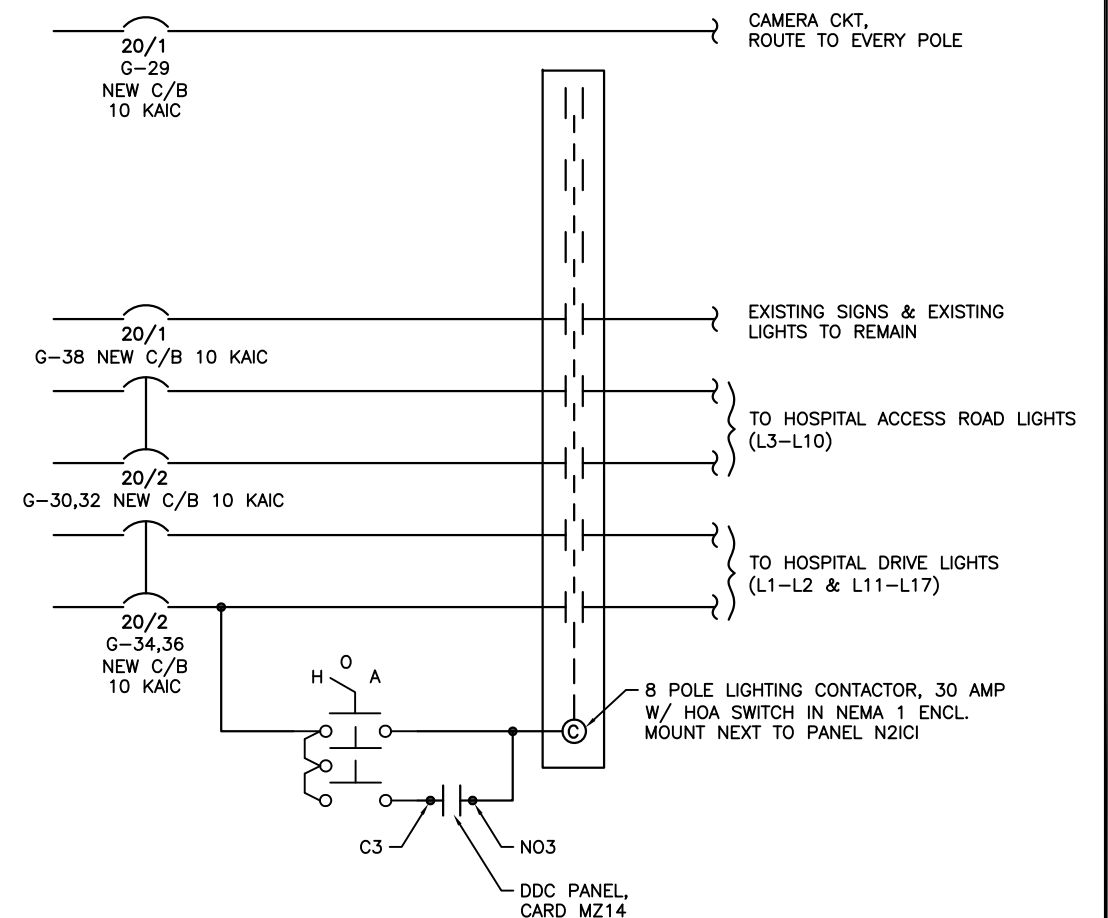 CAMERA CKT,
ROUTE TO EVERY POLE
20/1
G-29
NEW C/B
10 KAIC
EXISTING SIGNS & EXISTING
LIGHTS TO REMAIN
20/1
G-38 NEW C/B 10 KAIC
TO HOSPITAL ACCESS ROAD LIGHTS
(L3-L10)
20/2
G-30,32 NEW C/B 10 KAIC
TO HOSPITAL DRIVE LIGHTS
(L1-L2 & L11-L17)
20/2
G-34,36
NEW C/B
10 KAIC
H O A
8 POLE LIGHTING CONTACTOR, 30 AMP
W/ HOA SWITCH IN NEMA 1 ENCL.
MOUNT NEXT TO PANEL N2ICI
C
C3
NO3
DDC PANEL,
CARD MZ14